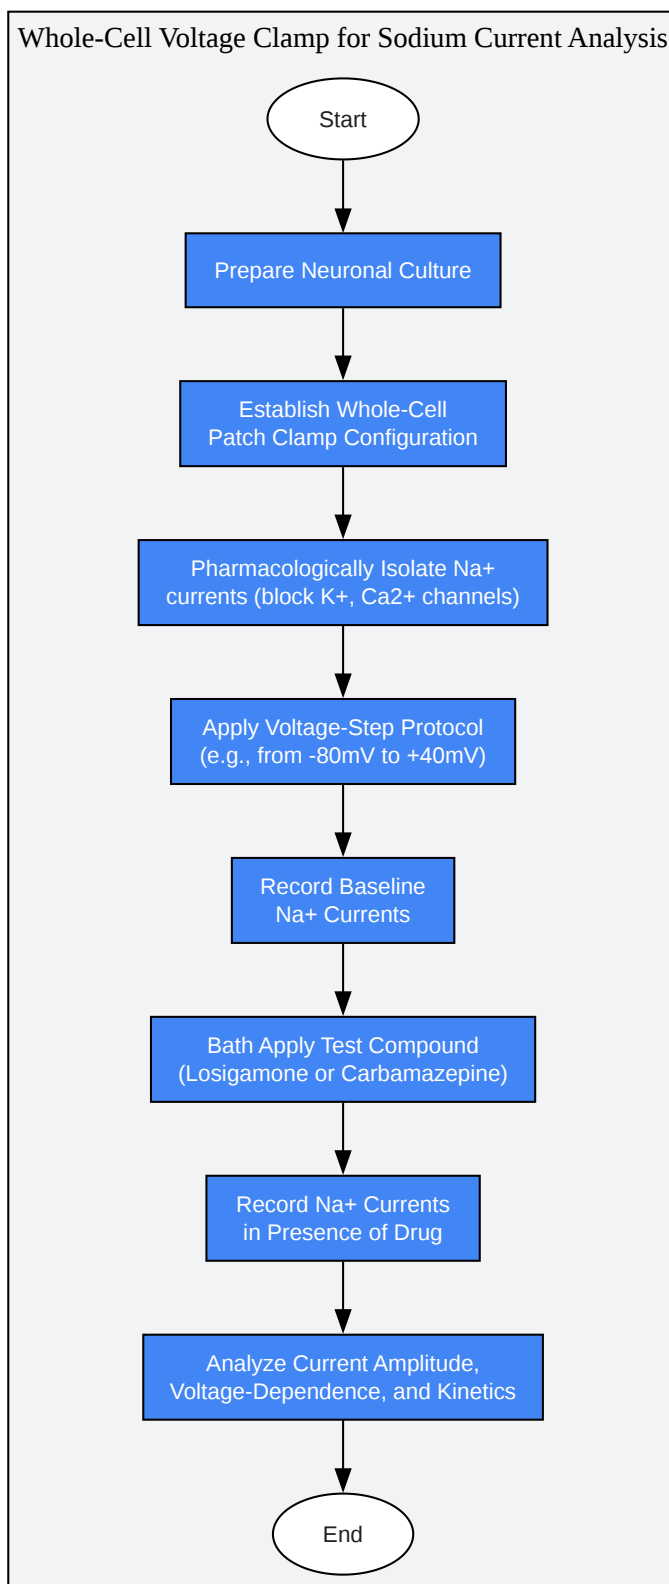 Whole-Cell Voltage Clamp for Sodium Current Analysis
Start
Prepare Neuronal Culture
Establish Whole-Cell
Patch Clamp Configuration
Pharmacologically Isolate Na+
currents (block K+, Ca2+ channels)
Apply Voltage-Step Protocol
(e.g., from -80mV to +40mV)
Record Baseline
Na+ Currents
Bath Apply Test Compound
(Losigamone or Carbamazepine)
Record Na+ Currents
in Presence of Drug
Analyze Current Amplitude,
Voltage-Dependence, and Kinetics
End